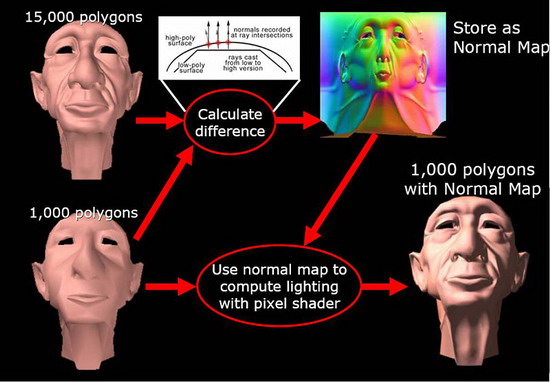 15,000 polygons
high-poly
surface
normals recorded
at ray intersections
low-poly surface
rays cast
from low to
high version
Store as
Normal Map
Calculate
difference
1,000 polygons
1,000 polygons
with Normal Map
Use normal map to
compute lighting
with pixel shader